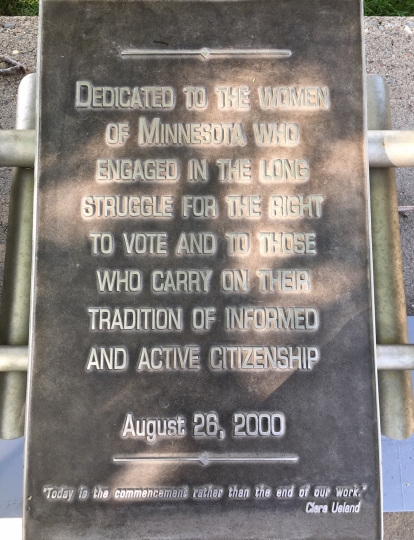 Dedicated to the women
of Minnesota who
engaged in the long
struggle for the right
to vote and to those
who carry on their
tradition of informed
and active citizenship
August 26, 2000
"Today is the commencement rather than the end of our work."
Clara Ueland